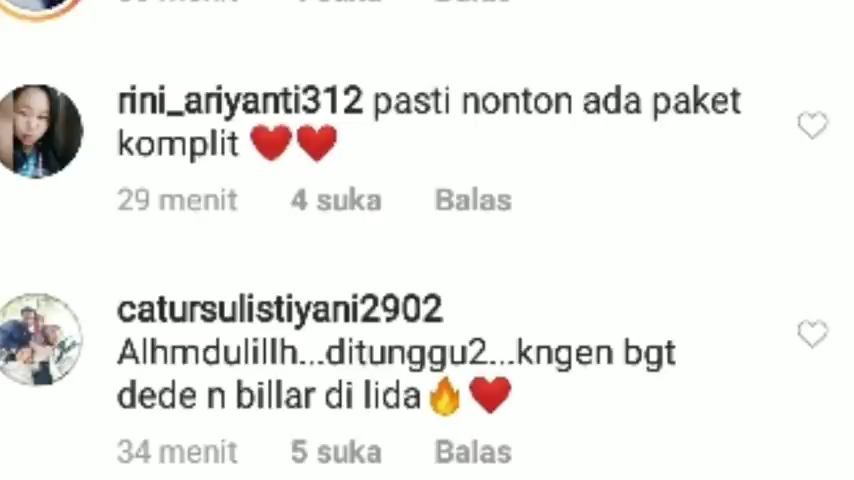 rini_ariyanti312 pasti nonton ada paket
komplit ❤️❤️
29 menit 4 suka Balas
catursulistiyani2902
Alhmdulillh...ditunggu2...kngen bgt
dede n billar di lida🔥❤️
34 menit 5 suka Balas